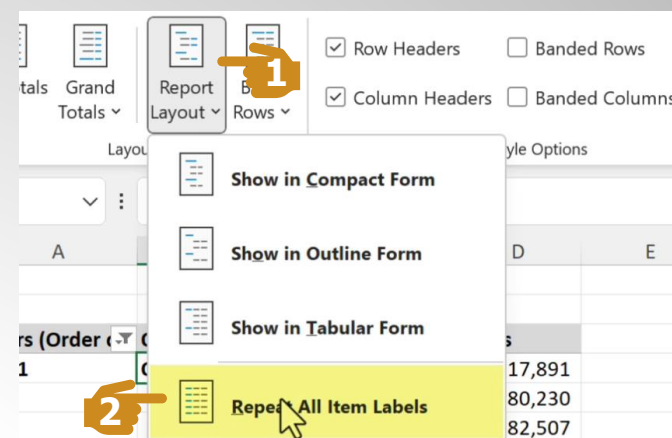 Row Headers
Banded Rows
tals
Grand
Totals
Report
Layout
1
Rows
Column Headers
Banded Columns
Layou
yle Options
Show in Compact Form
Show in Outline Form
Show in Tabular Form
Repeat All Item Labels
A
D
E
rs (Order
1
s
17,891
80,230
82,507
2